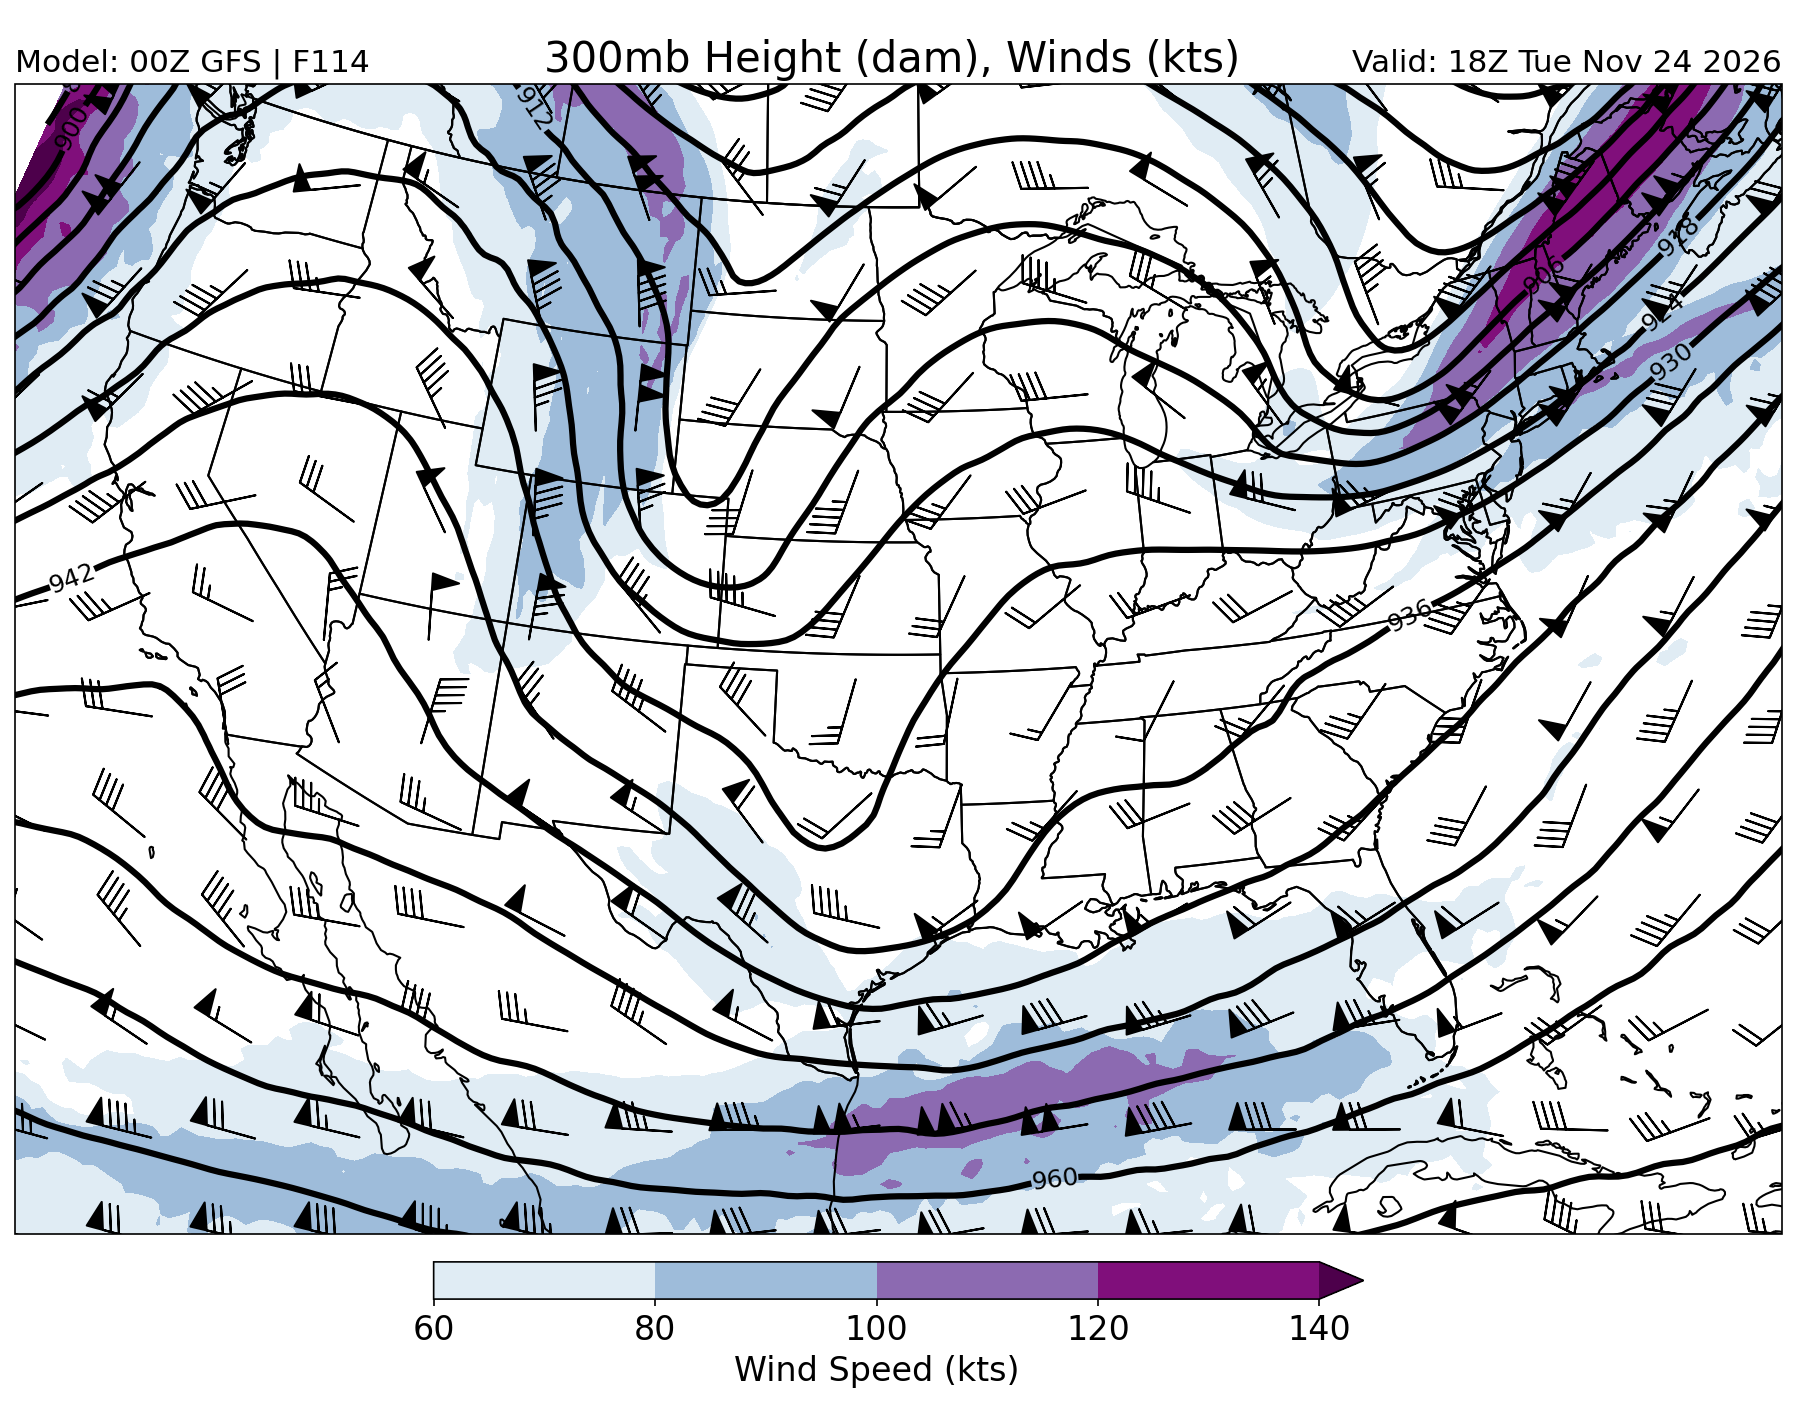 Model: 00Z GFS | F114
300mb Height (dam), Winds (kts)
Valid: 18Z Tue Nov 24 2026
900
912
918
906
924
930
942
936
960
60 80 100 120 140
Wind Speed (kts)